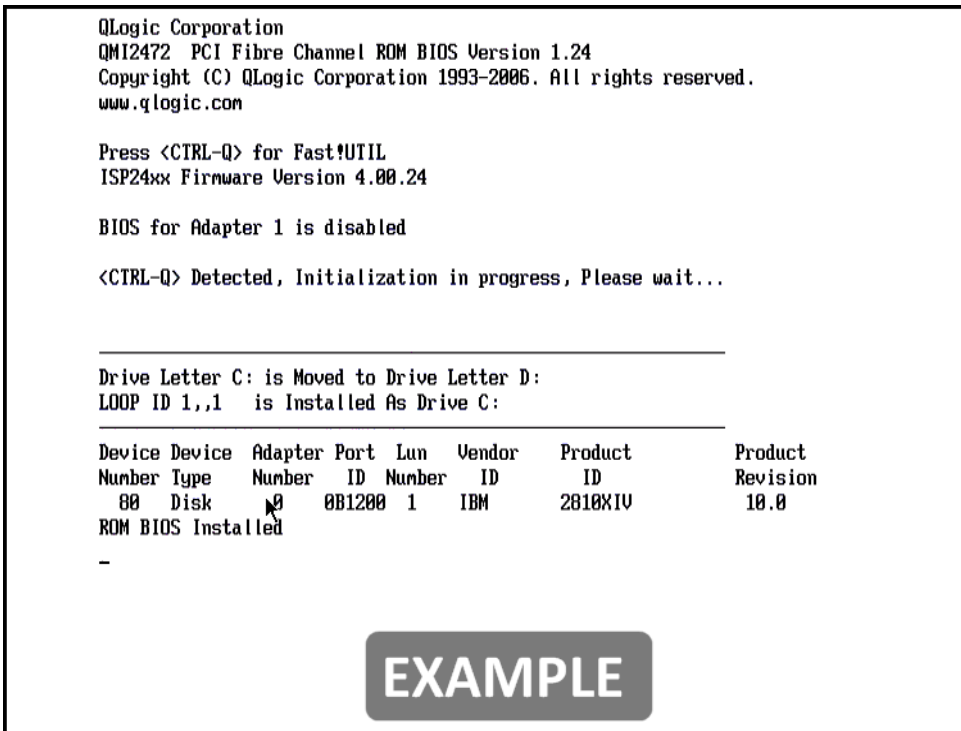 QLogic Corporation
QMI2472 PCI Fibre Channel ROM BIOS Version 1.24
Copyright (C) QLogic Corporation 1993-2006. All rights reserved.
www.qlogic.com
Press <CTRL-Q> for Fast!UTIL
ISP24xx Firmware Version 4.00.24
BIOS for Adapter 1 is disabled
<CTRL-Q> Detected, Initialization in progress, Please wait...
Drive Letter C: is Moved to Drive Letter D:
LOOP ID 1,,1 is Installed As Drive C:
Device Device Adapter Port Lun Vendor Product Product
Number Type Number ID Number ID ID Revision
80 Disk 0 0B1200 1 IBM 2810XIV 10.0
ROM BIOS Installed
_
EXAMPLE